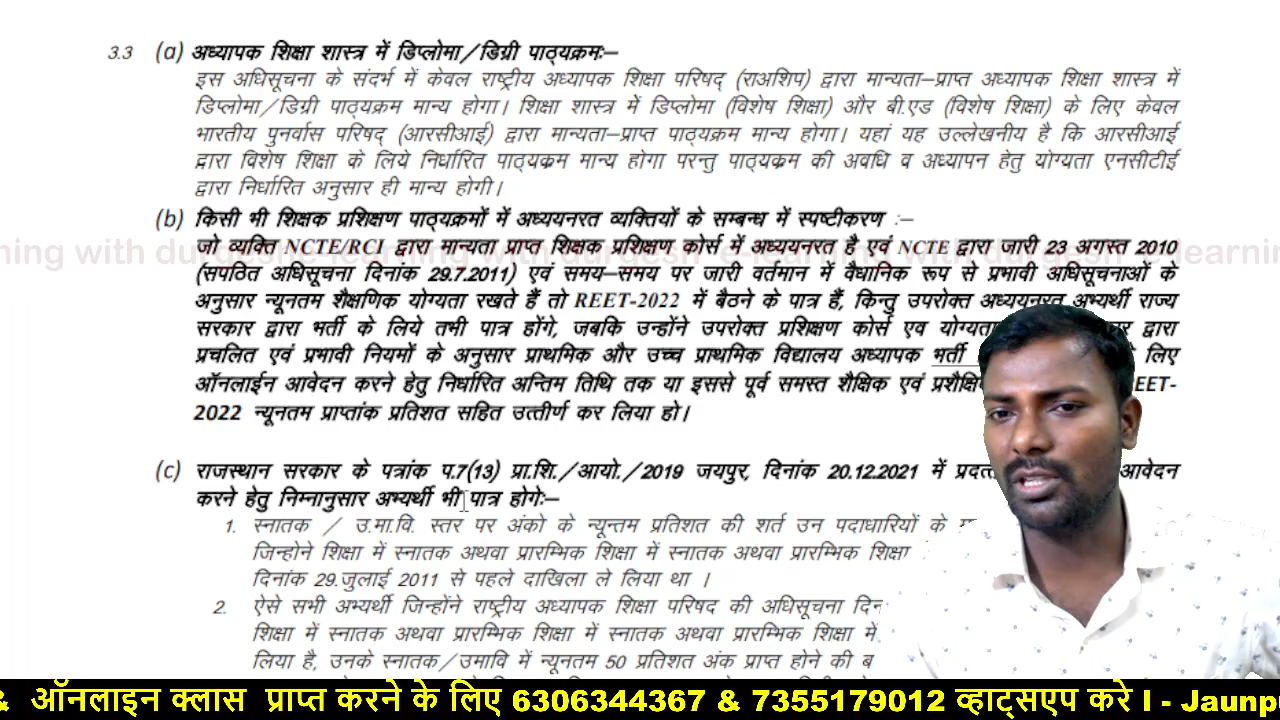 3.3 (a) अध्यापक शिक्षा शास्त्र में डिप्लोमा/डिग्री पाठ्यक्रमः–
इस अधिसूचना के संदर्भ में केवल राष्ट्रीय अध्यापक शिक्षा परिषद् (राअशिप) द्वारा मान्यता–प्राप्त अध्यापक शिक्षा शास्त्र में
डिप्लोमा/डिग्री पाठ्यक्रम मान्य होगा। शिक्षा शास्त्र में डिप्लोमा (विशेष शिक्षा) और बी.एड (विशेष शिक्षा) के लिए केवल
भारतीय पुनर्वास परिषद् (आरसीआई) द्वारा मान्यता–प्राप्त पाठ्यक्रम मान्य होगा। यहां यह उल्लेखनीय है कि आरसीआई
द्वारा विशेष शिक्षा के लिये निर्धारित पाठ्यक्रम मान्य होगा परन्तु पाठ्यक्रम की अवधि व अध्यापन हेतु योग्यता एनसीटीई
द्वारा निर्धारित अनुसार ही मान्य होगी।
(b) किसी भी शिक्षक प्रशिक्षण पाठ्यक्रमों में अध्ययनरत व्यक्तियों के सम्बन्ध में स्पष्टीकरण :–
जो व्यक्ति NCTE/RCI द्वारा मान्यता प्राप्त शिक्षक प्रशिक्षण कोर्स में अध्ययनरत है एवं NCTE द्वारा जारी 23 अगस्त 2010
ning with durgesh e-learning with durgesh e-learni
(सपठित अधिसूचना दिनांक 29.7.2011) एवं समय–समय पर जारी वर्तमान में वैधानिक रूप से प्रभावी अधिसूचनाओं के
अनुसार न्यूनतम शैक्षणिक योग्यता रखते हैं तो REET-2022 में बैठने के पात्र हैं, किन्तु उपरोक्त अध्ययनरत अभ्यर्थी राज्य
सरकार द्वारा भर्ती के लिये तभी पात्र होंगे, जबकि उन्होंने उपरोक्त प्रशिक्षण कोर्स एव द्वारा
प्रचलित एवं प्रभावी नियमों के अनुसार प्राथमिक और उच्च प्राथमिक विद्यालय अध्यापक भर्ती लिए
ऑनलाईन आवेदन करने हेतु निर्धारित अन्तिम तिथि तक या इससे पूर्व समस्त शैक्षिक एवं EET-
2022 न्यूनतम प्राप्तांक प्रतिशत सहित उत्तीर्ण कर लिया हो।
(c) राजस्थान सरकार के पत्रांक प.7(13) प्रा.शि./आयो./2019 जयपुर, दिनांक 20.12.2021 में आवेदन
करने हेतु निम्नानुसार अभ्यर्थी भी पात्र होगेः–
1. स्नातक / उ.मा.वि. स्तर पर अंको के न्यून्तम प्रतिशत की शर्त उन पदाधारियों के
जिन्होने शिक्षा में स्नातक अथवा प्रारम्भिक शिक्षा में स्नातक अथवा प्रारम्भिक शिक्षा
दिनांक 29.जुलाई 2011 से पहले दाखिला ले लिया था ।
2. ऐसे सभी अभ्यर्थी जिन्होंने राष्ट्रीय अध्यापक शिक्षा परिषद की अधिसूचना
शिक्षा में स्नातक अथवा प्रारम्भिक शिक्षा में स्नातक अथवा प्रारम्भिक शिक्षा में
लिया है, उनके स्नातक/उमावि में न्यूनतम 50 प्रतिशत अंक प्राप्त होने की
& ऑनलाइन क्लास प्राप्त करने के लिए 6306344367 & 7355179012 व्हाट्सएप करे I - Jaunp